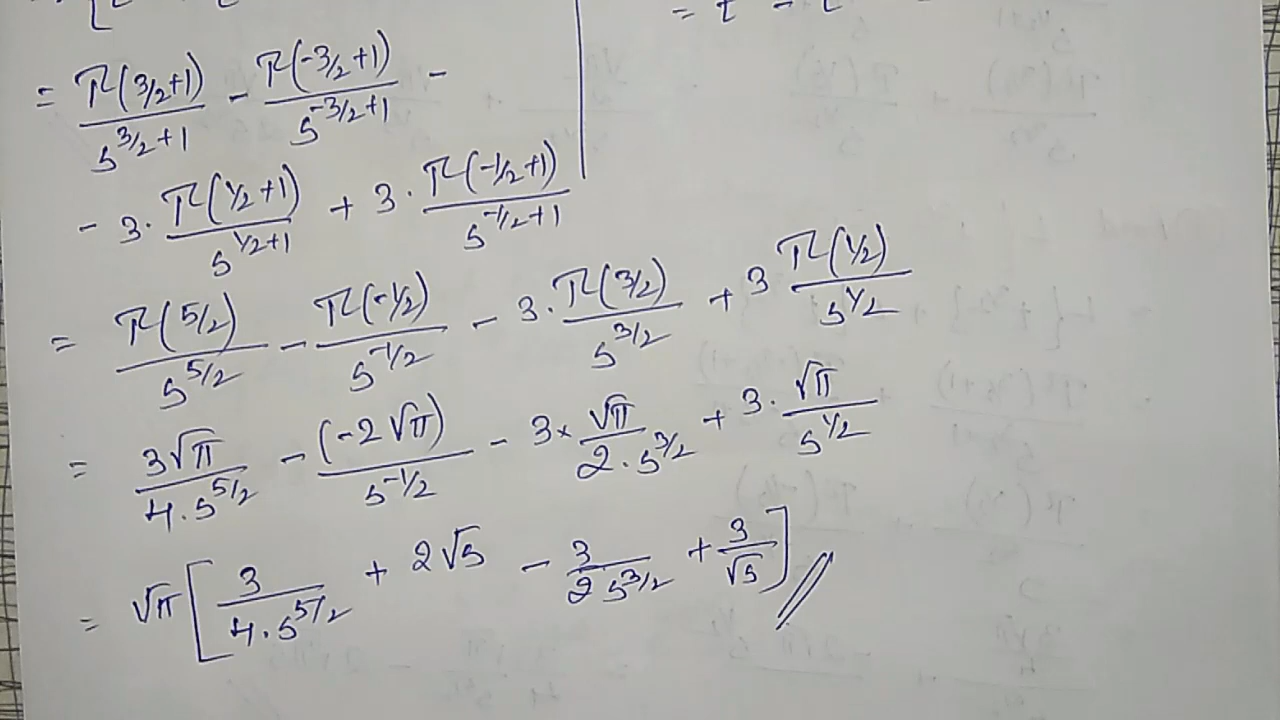 = t - t
= Γ(3/2+1)/s^(3/2+1) - Γ(-3/2+1)/s^(-3/2+1) -
- 3. Γ(1/2+1)/s^(1/2+1) + 3. Γ(-1/2+1)/s^(-1/2+1)
= Γ(5/2)/s^(5/2) - Γ(-1/2)/s^(-1/2) - 3. Γ(3/2)/s^(3/2) + 3 Γ(1/2)/s^(1/2)
= 3√π/4.s^(5/2) - (-2√π)/s^(-1/2) - 3× √π/2.s^(3/2) + 3. √π/s^(1/2)
= √π [3/4.s^(5/2) + 2√s - 3/2s^(3/2) + 3/√s] //